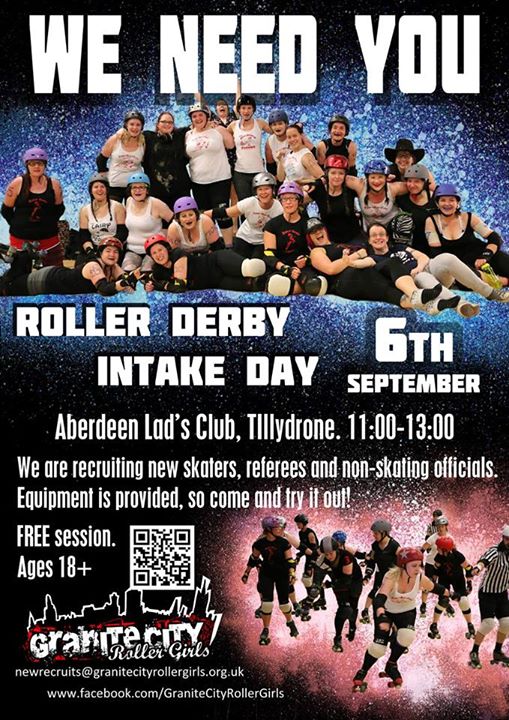 WE NEED YOU
ROLLER DERBY
INTAKE DAY
6TH
SEPTEMBER
Aberdeen Lad's Club, TIllydrone. 11:00-13:00
We are recruiting new skaters, referees and non-skating officials.
Equipment is provided, so come and try it out!
FREE session.
Ages 18+
GRANITE CITY
Roller Girls
newrecruits@granitecityrollergirls.org.uk
www.facebook.com/GraniteCityRollerGirls